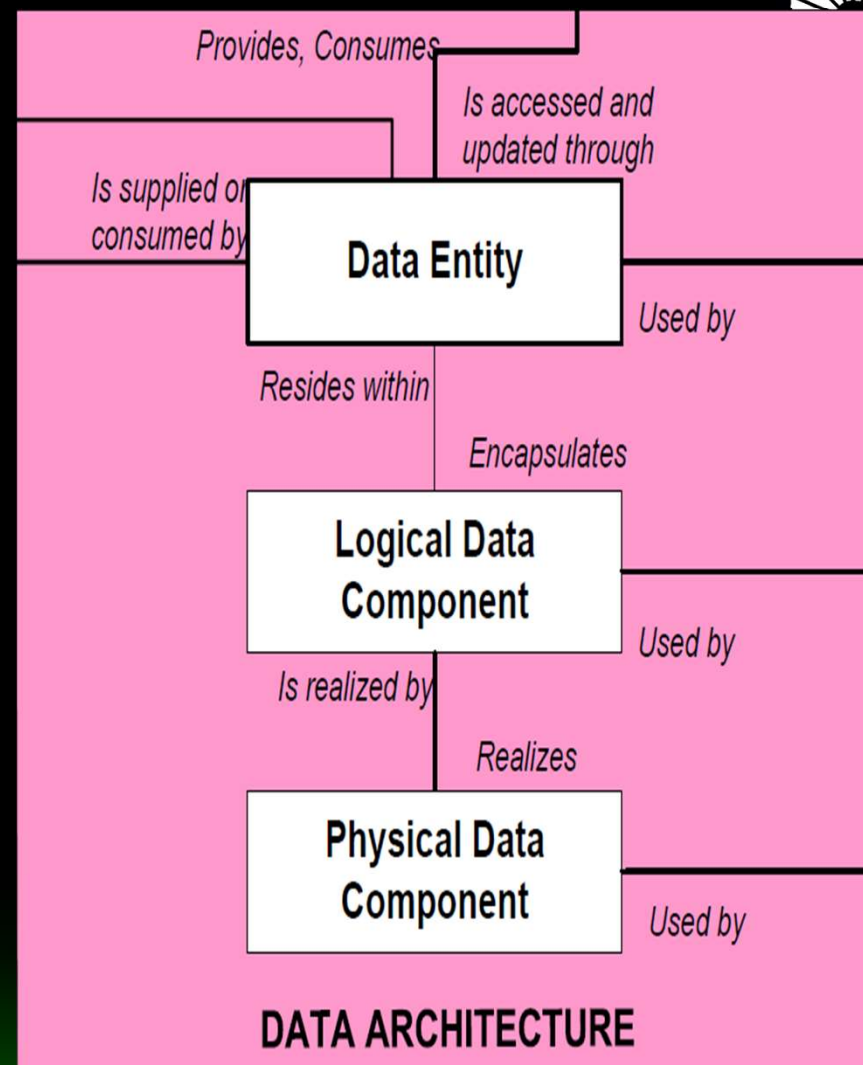 Provides, Consumes
Is accessed and
updated through
Is supplied or
consumed by
Data Entity
Used by
Resides within
Encapsulates
Logical Data
Component
Used by
Is realized by
Realizes
Physical Data
Component
Used by
DATA ARCHITECTURE